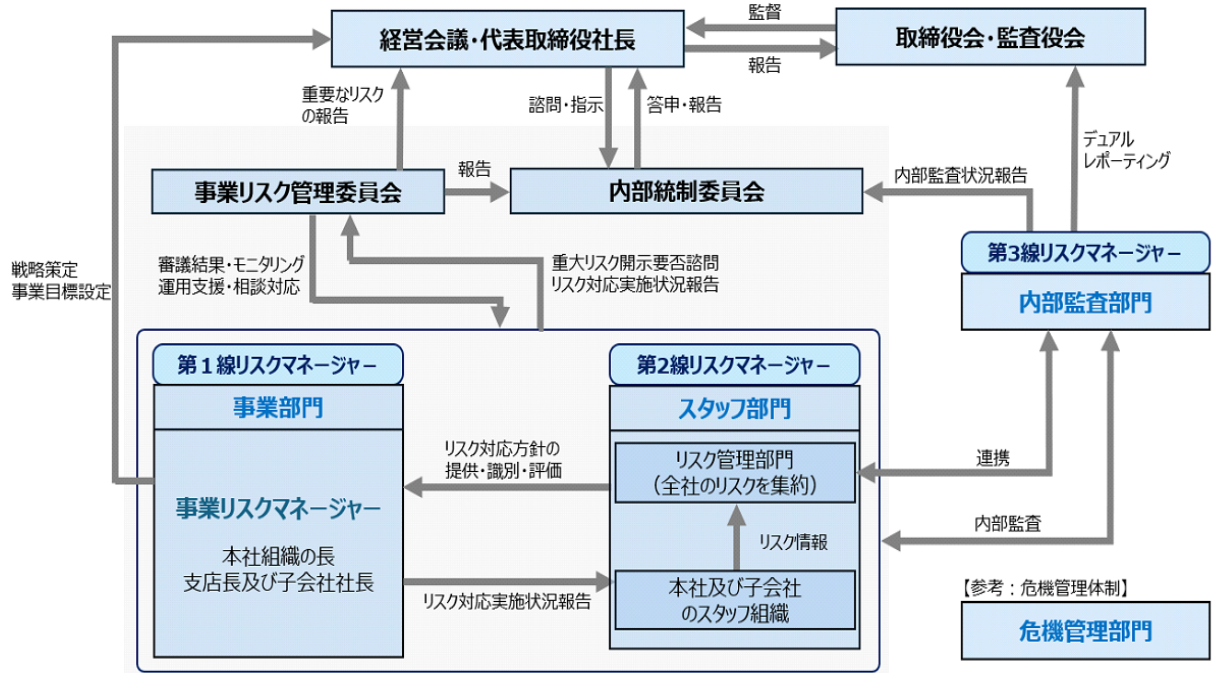 経営会議・代表取締役社長
監督
報告
取締役会・監査役会
重要なリスク
の報告
諮問・指示
答申・報告
デュアル
レポーティング
事業リスク管理委員会
報告
内部統制委員会
内部監査状況報告
戦略策定
事業目標設定
審議結果・モニタリング
運用支援・相談対応
重大リスク開示要否諮問
リスク対応実施状況報告
第3線リスクマネージャー
内部監査部門
第１線リスクマネージャー
事業部門
事業リスクマネージャー
本社組織の長
支店長及び子会社社長
リスク対応方針の
提供・識別・評価
リスク対応実施状況報告
第2線リスクマネージャー
スタッフ部門
リスク管理部門
（全社のリスクを集約）
リスク情報
本社及び子会社
のスタッフ組織
連携
内部監査
【参考：危機管理体制】
危機管理部門